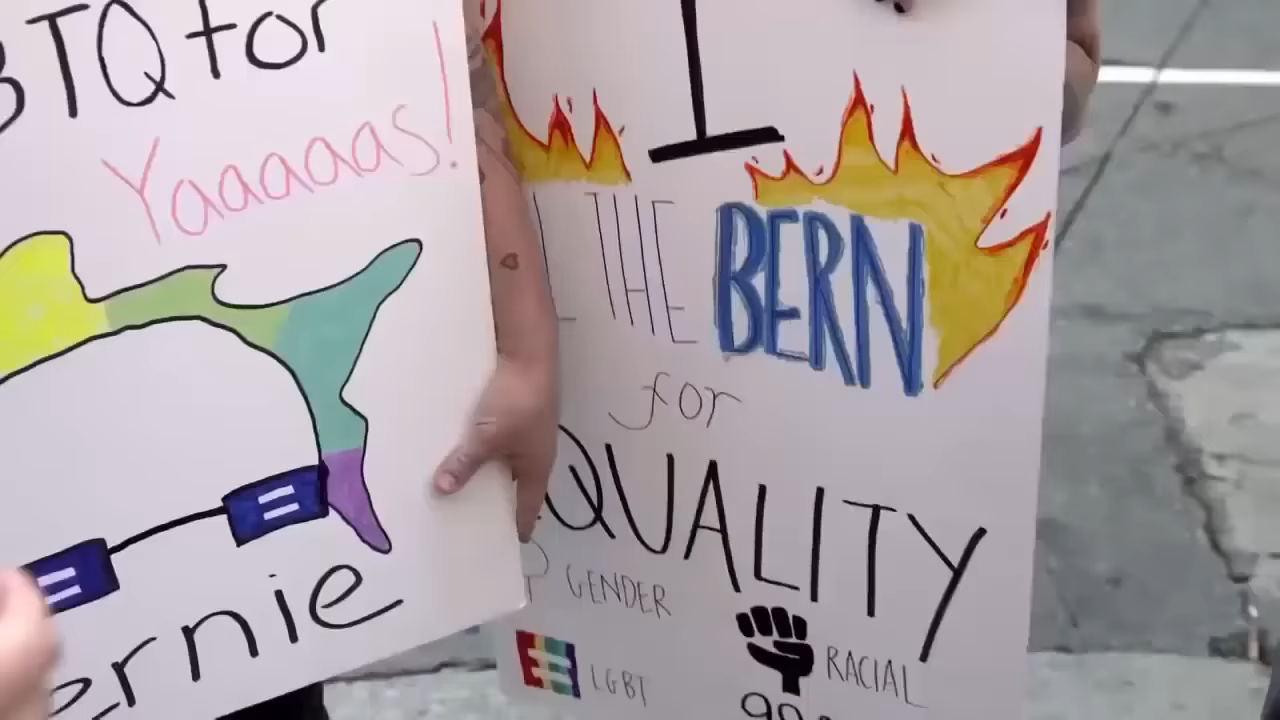 BTQ for
Yaaaaas!
=
=
ernie
I
L THE BERN
for
QUALITY
GENDER
LGBT
RACIAL